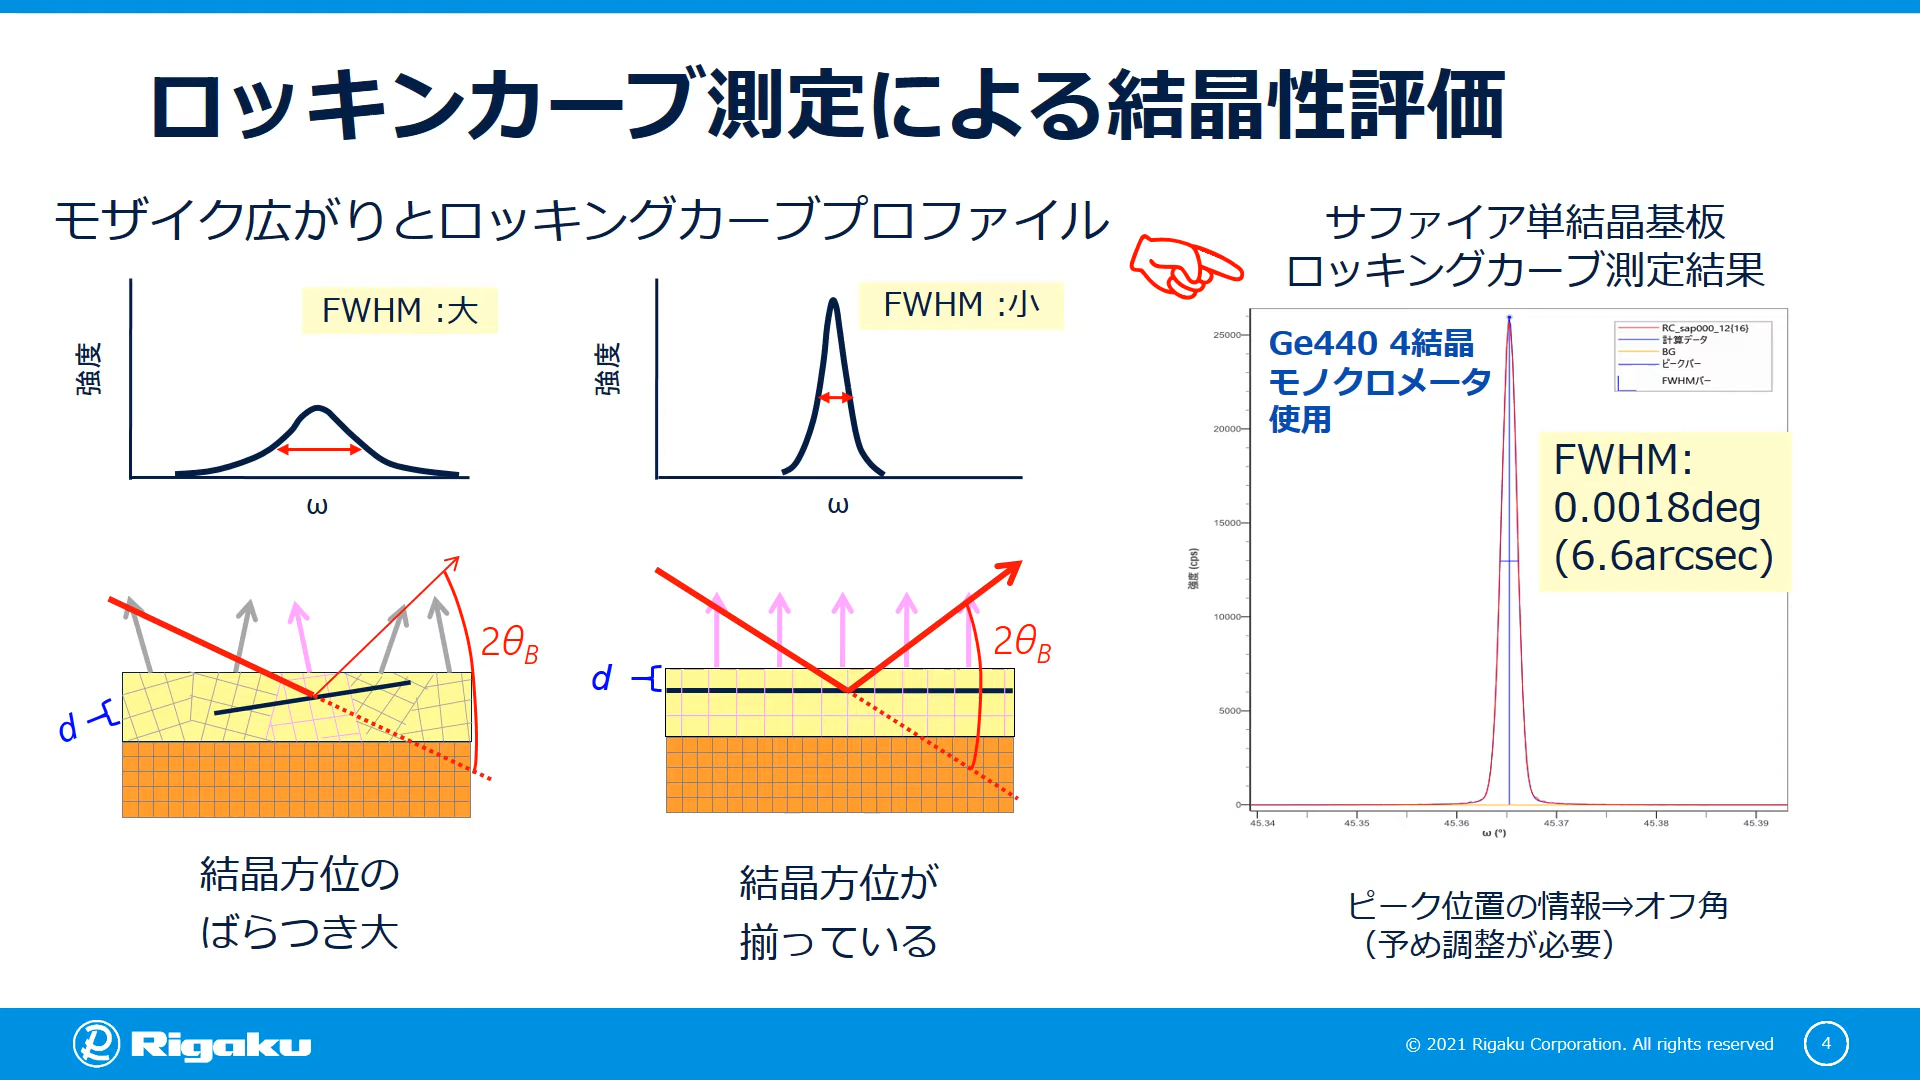 ロッキンカーブ測定による結晶性評価
モザイク広がりとロッキングカーブプロファイル
FWHM :大
強度
ω
FWHM :小
強度
ω
2θB
d
結晶方位の
ばらつき大
2θB
d
結晶方位が
揃っている
サファイア単結晶基板
ロッキングカーブ測定結果
Ge440 4結晶
モノクロメータ
使用
RC_sap000_12{16}
計算データ
BG
ピークバー
FWHMバー
FWHM:
0.0018deg
(6.6arcsec)
強度 (cps)
25000
20000
15000
10000
5000
0
45.34 45.35 45.36 45.37 45.38 45.39
ω (°)
ピーク位置の情報⇒オフ角
（予め調整が必要）
Rigaku
© 2021 Rigaku Corporation. All rights reserved
4